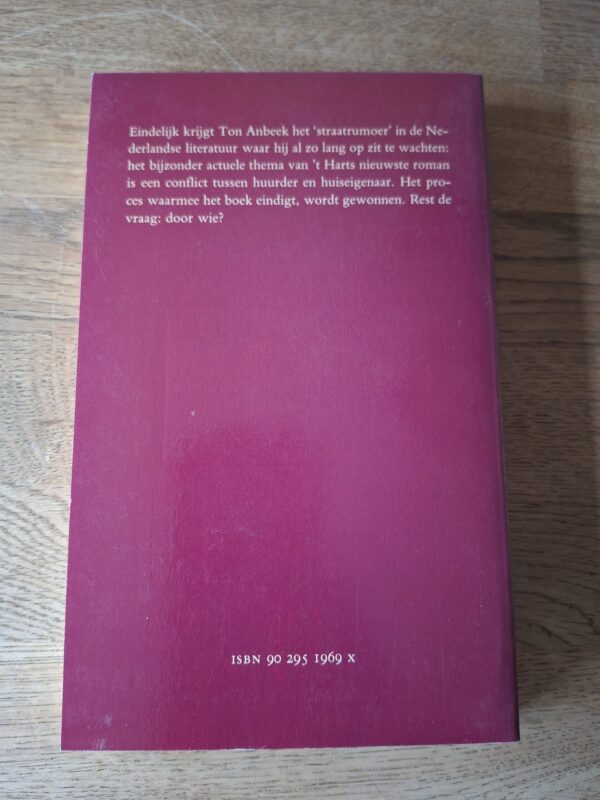 Eindelijk krijgt Ton Anbeek het 'straatrumoer' in de Ne-
derlandse literatuur waar hij al zo lang op zit te wachten:
het bijzonder actuele thema van 't Harts nieuwste roman
is een conflict tussen huurder en huiseigenaar. Het pro-
ces waarmee het boek eindigt, wordt gewonnen. Rest de
vraag: door wie?
ISBN 90 295 1969 X